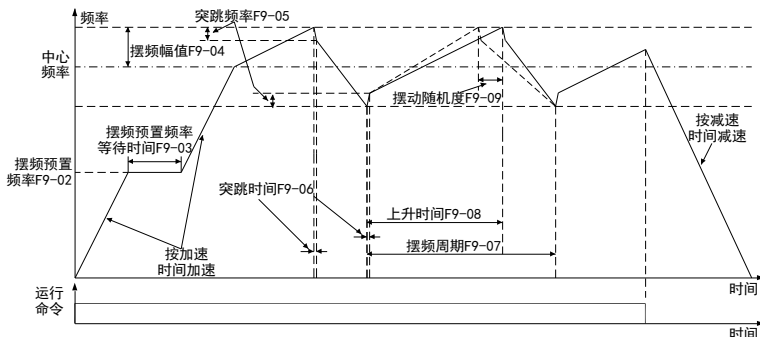 频率
突跳频率F9-05
摆频幅值F9-04
中心
频率
摆动随机度F9-09
摆频预置频率
等待时间F9-03
按减速
时间减速
摆频预置
频率F9-02
突跳时间F9-06
上升时间F9-08
摆频周期F9-07
按加速
时间加速
时间
运行
命令
时间